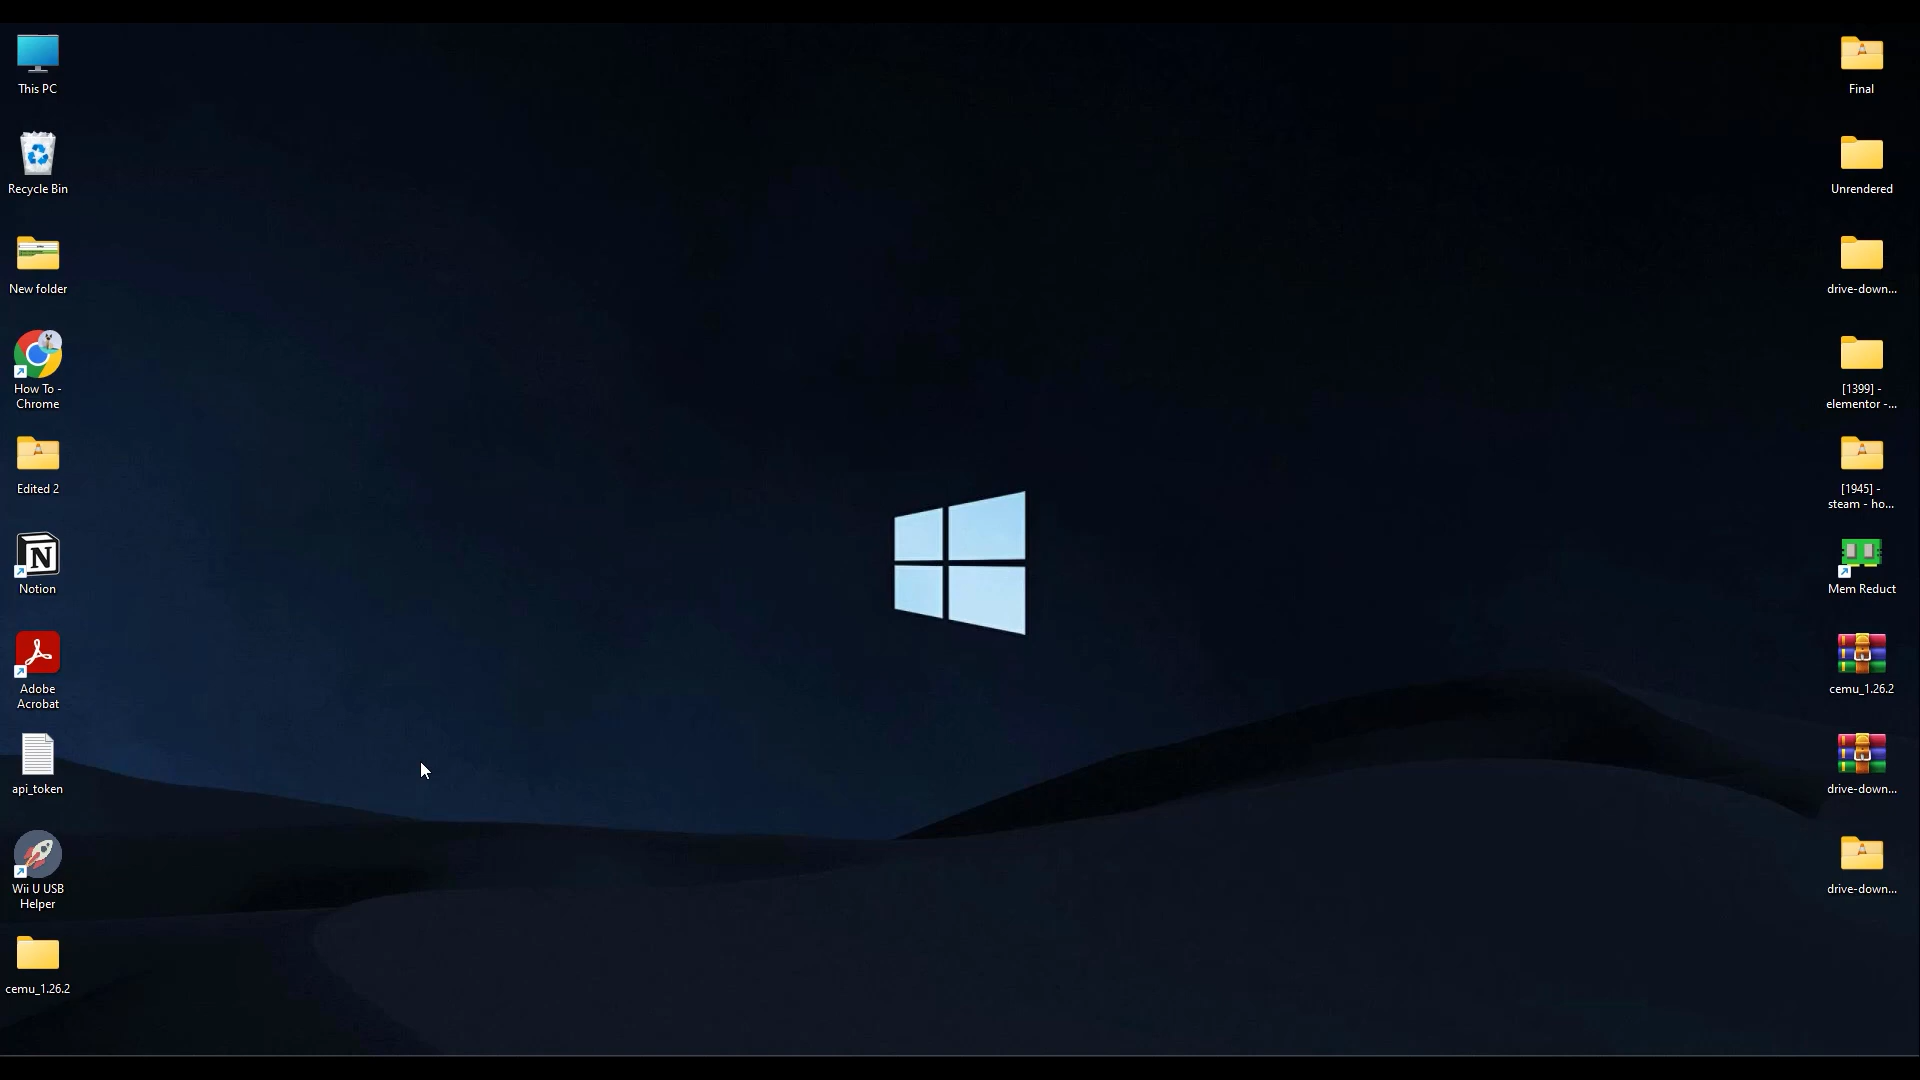 This PC
Recycle Bin
New folder
How To -
Chrome
Edited 2
Notion
Adobe
Acrobat
api_token
Wii U USB
Helper
cemu_1.26.2
Final
Unrendered
drive-down...
[1399] -
elementor -...
[1945] -
steam - ho...
Mem Reduct
cemu_1.26.2
drive-down...
drive-down...